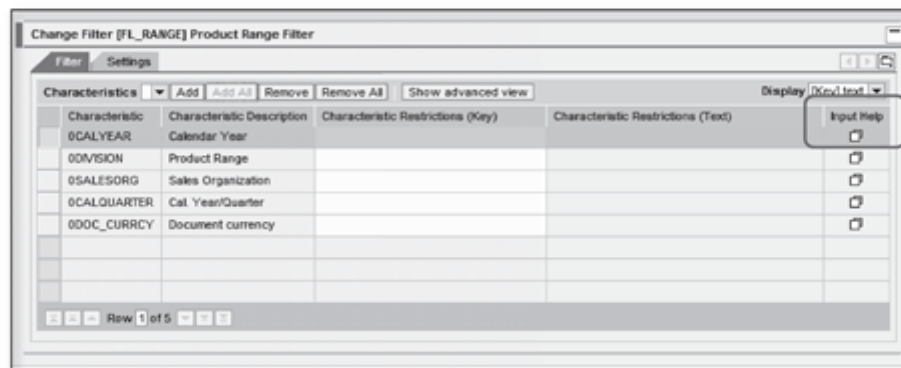 Change Filter [FL_RANGE] Product Range Filter
Filter Settings
Characteristics Add Add All Remove Remove All Show advanced view Display [Key] text
Characteristic Characteristic Description Characteristic Restrictions (Key) Characteristic Restrictions (Text) Input Help
0CALYEAR Calendar Year
0DIVISION Product Range
0SALESORG Sales Organization
0CALQUARTER Cal. Year/Quarter
0DOC_CURRCY Document currency
Row 1 of 5